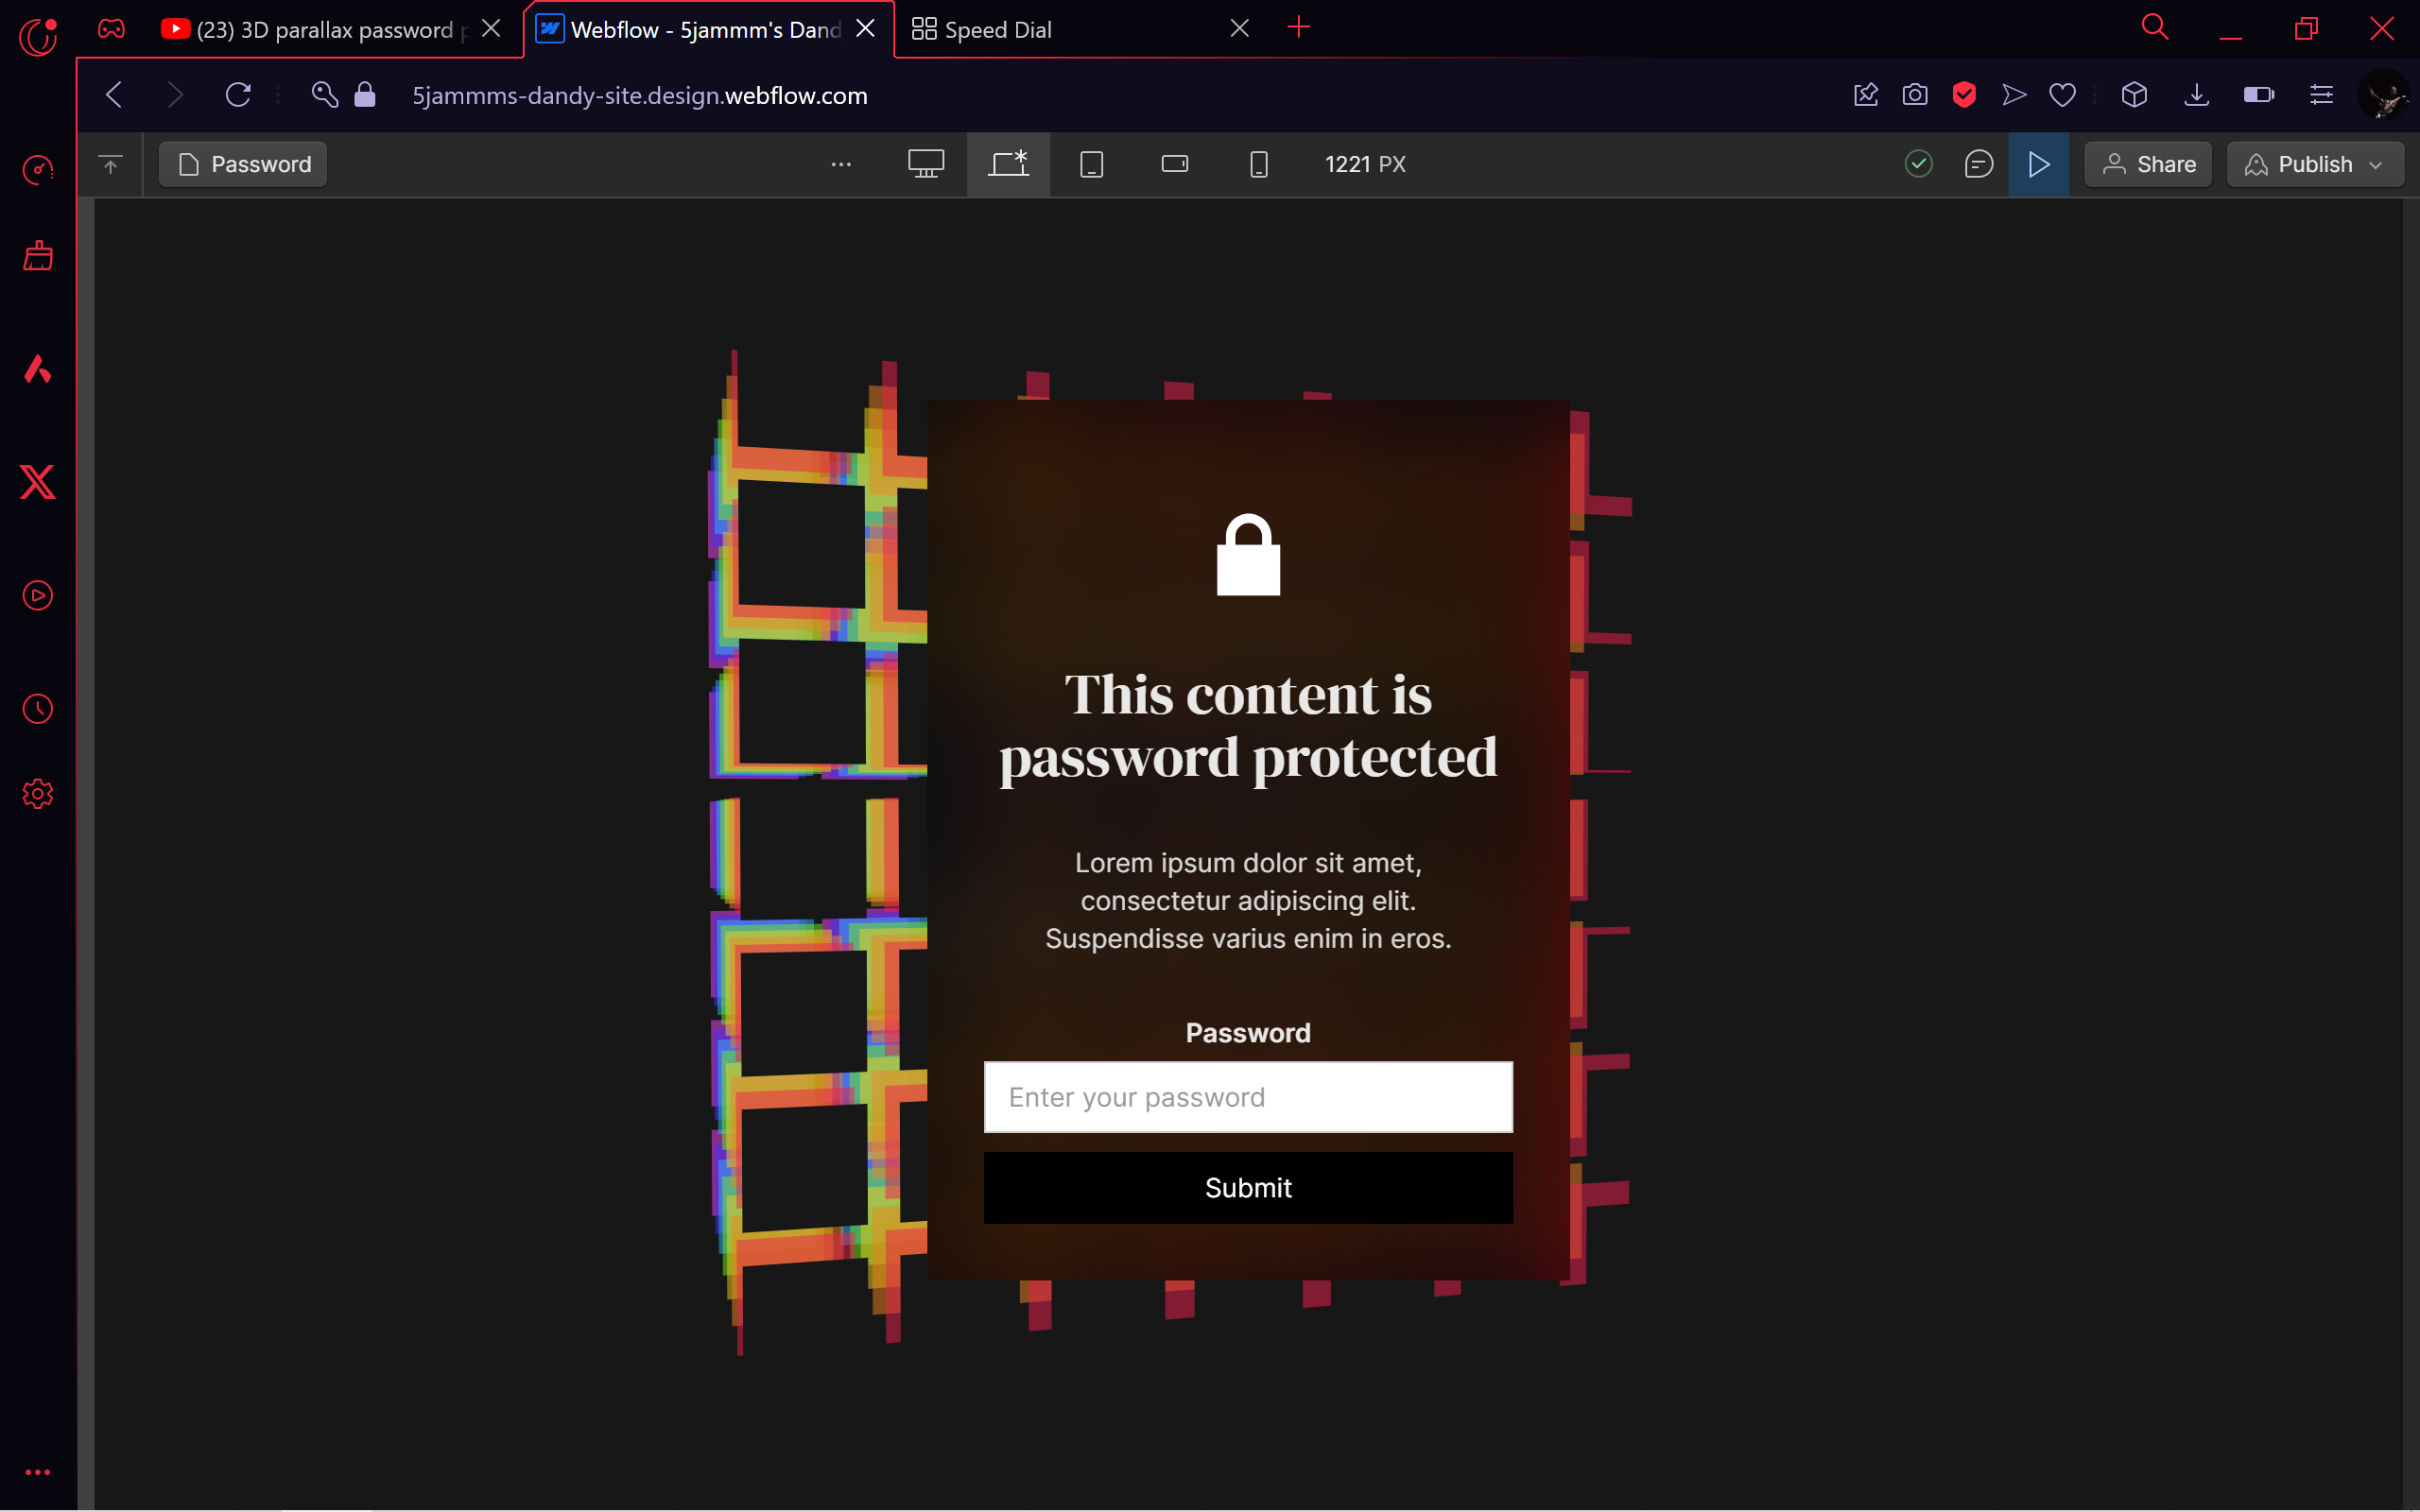 (23) 3D parallax password
Webflow - 5jammm's Dand
Speed Dial
5jammms-dandy-site.design.webflow.com
Password
1221 PX
Share
Publish
This content is
password protected
Lorem ipsum dolor sit amet,
consectetur adipiscing elit.
Suspendisse varius enim in eros.
Password
Enter your password
Submit